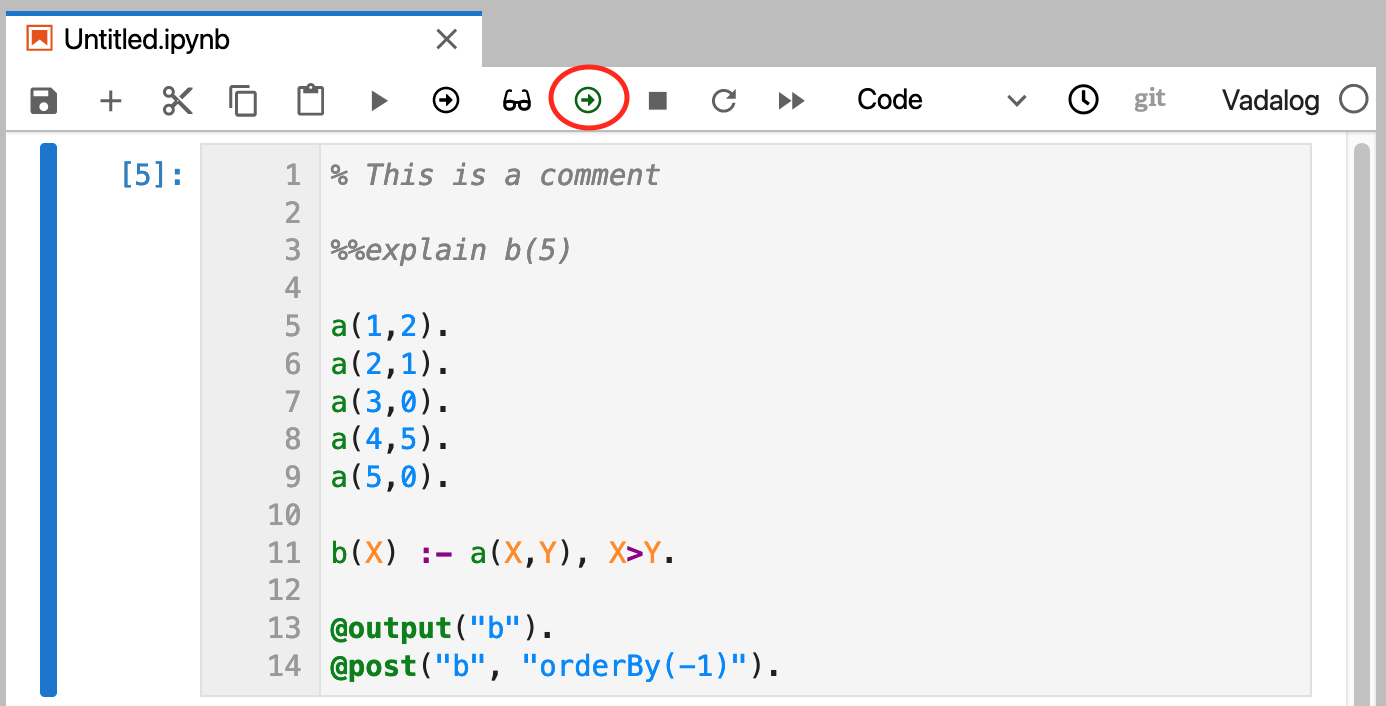 Untitled.ipynb
Code git Vadalog
[5]:
1 % This is a comment
2
3 %%explain b(5)
4
5 a(1,2).
6 a(2,1).
7 a(3,0).
8 a(4,5).
9 a(5,0).
10
11 b(X) :- a(X,Y), X>Y.
12
13 @output("b").
14 @post("b", "orderBy(-1)").